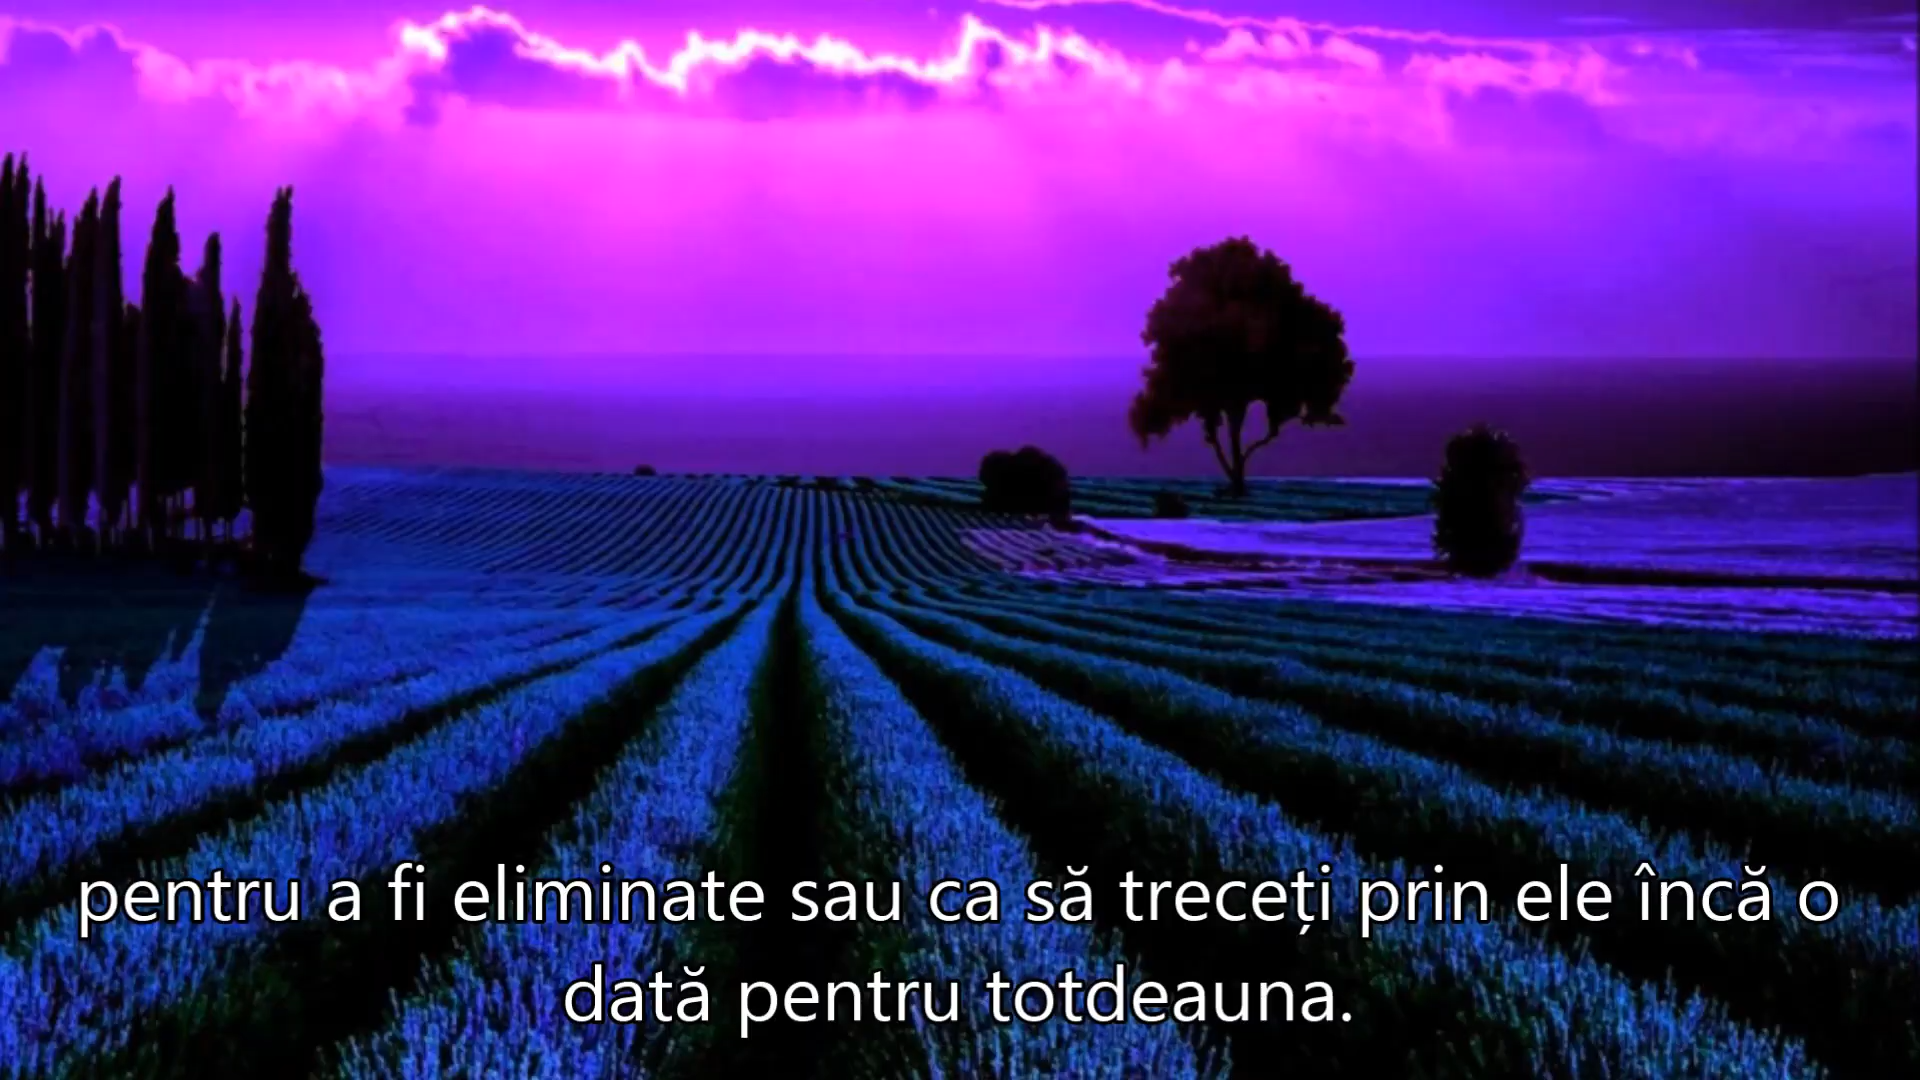 pentru a fi eliminate sau ca să treceți prin ele încă o
dată pentru totdeauna.